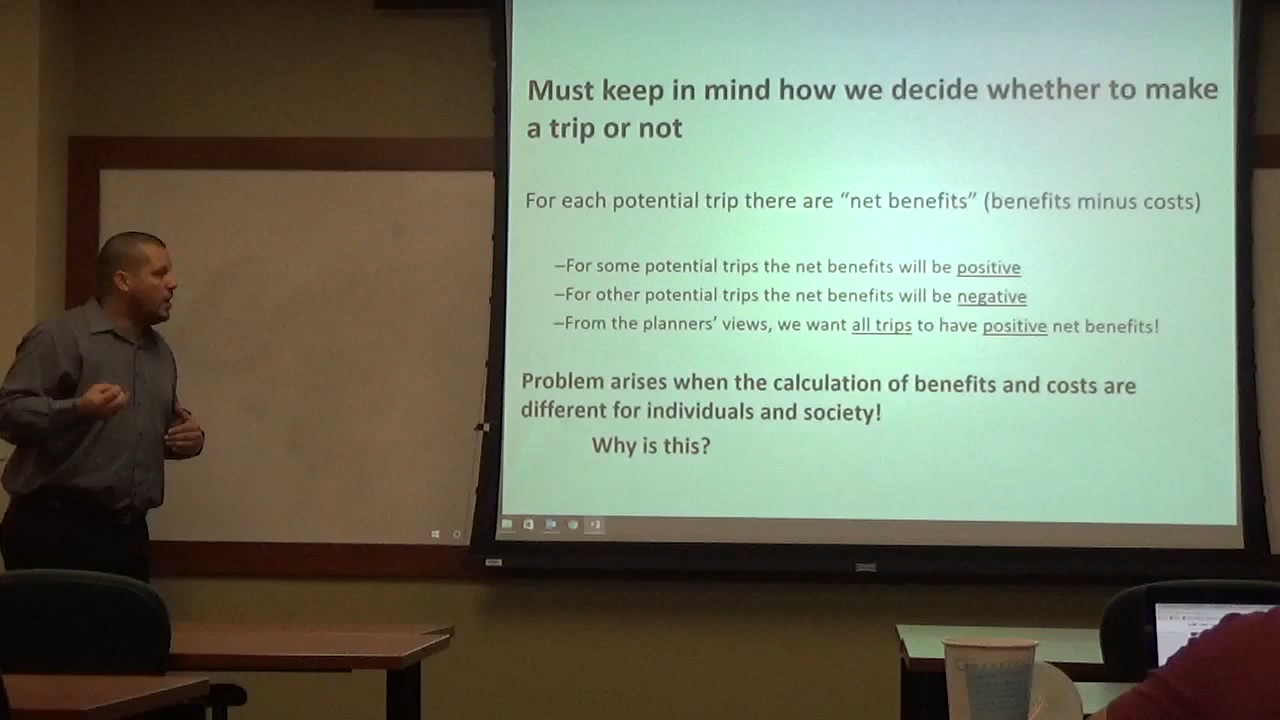 Must keep in mind how we decide whether to make
a trip or not
For each potential trip there are “net benefits” (benefits minus costs)
–For some potential trips the net benefits will be positive
–For other potential trips the net benefits will be negative
–From the planners’ views, we want all trips to have positive net benefits!
Problem arises when the calculation of benefits and costs are
different for individuals and society!
Why is this?